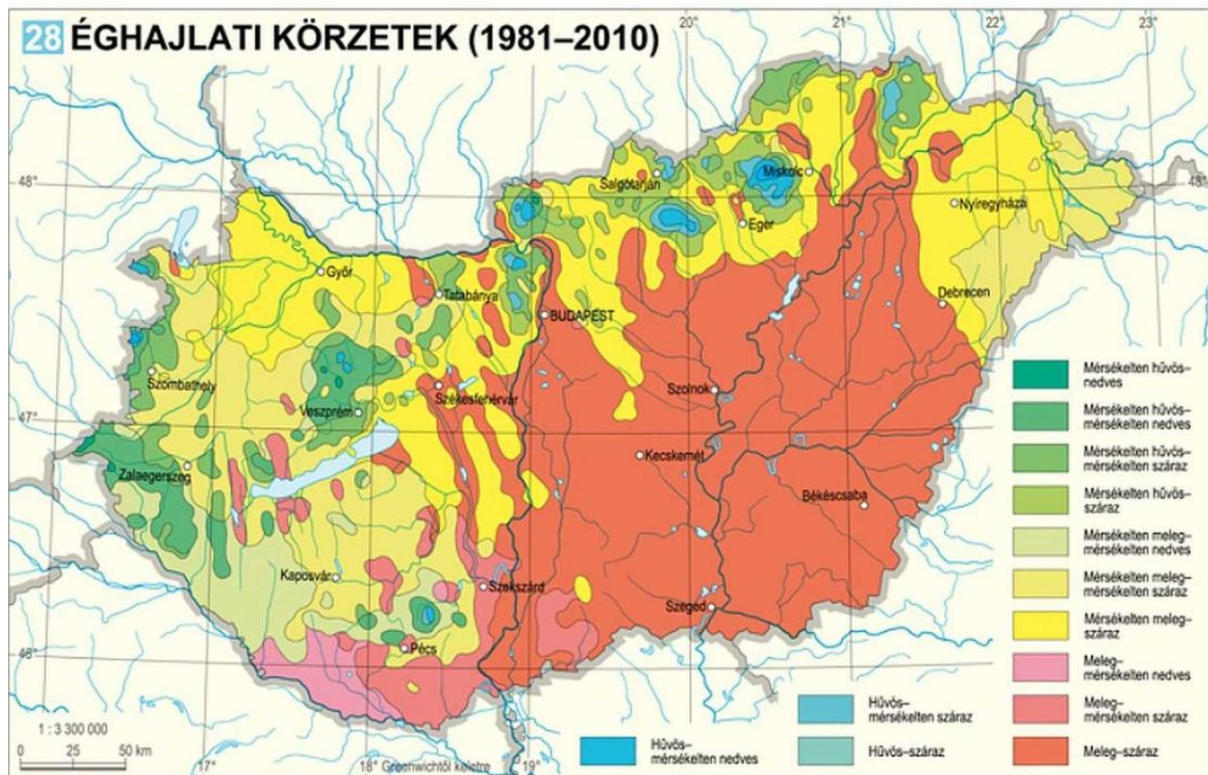 28 ÉGHAJLATI KÖRZETEK (1981–2010)
20°
21°
22°
23°
48°
48°
Salgótarján
Miskolc
Nyíregyháza
Eger
Győr
Tatabánya
BUDAPEST
Debrecen
Szombathely
Veszprém
Székesfehérvár
Szolnok
47°
Zalaegerszeg
Kecskemét
Békéscsaba
Kaposvár
Szekszárd
Szeged
Pécs
48°
Mérsékelten hűvös–
nedves
Mérsékelten hűvös–
mérsékelten nedves
Mérsékelten hűvös–
mérsékelten száraz
Mérsékelten hűvös–
száraz
Mérsékelten meleg–
mérsékelten nedves
Mérsékelten meleg–
mérsékelten száraz
Mérsékelten meleg–
száraz
Meleg–
mérsékelten nedves
Meleg–
mérsékelten száraz
Meleg–száraz
Hűvös–
mérsékelten száraz
Hűvös–száraz
Hűvös–
mérsékelten nedves
1 : 3 300 000
0 25 50 km
17°
18° Greenwichtől keletre 19°